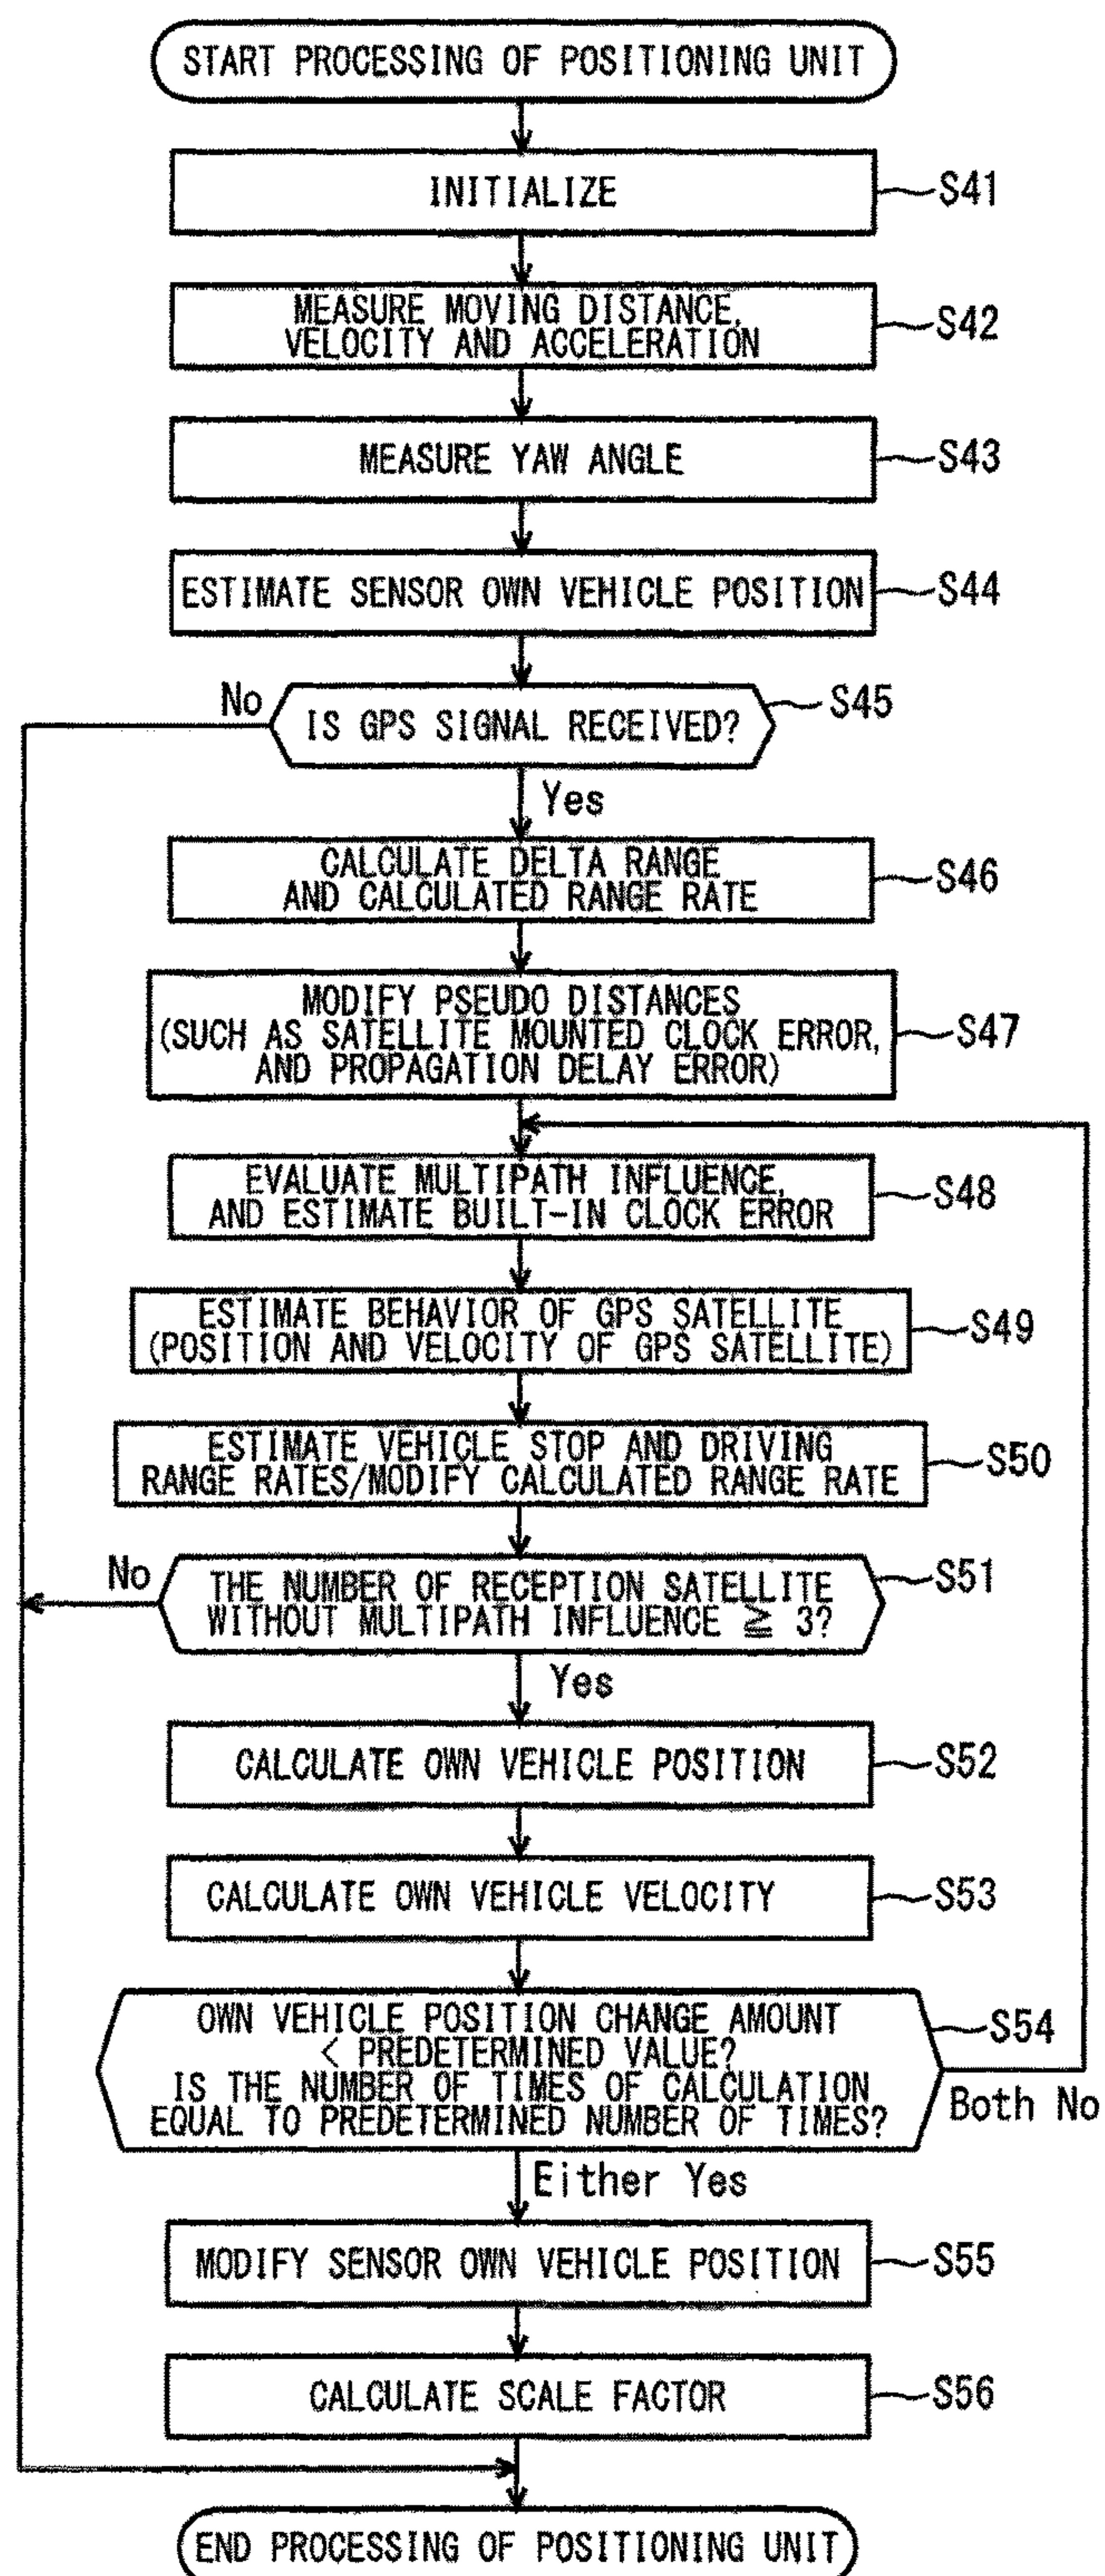 START PROCESSING OF POSITIONING UNIT
INITIALIZE
S41
MEASURE MOVING DISTANCE,
VELOCITY AND ACCELERATION
S42
MEASURE YAW ANGLE
S43
ESTIMATE SENSOR OWN VEHICLE POSITION
S44
No
IS GPS SIGNAL RECEIVED?
S45
Yes
CALCULATE DELTA RANGE
AND CALCULATED RANGE RATE
S46
MODIFY PSEUDO DISTANCES
(SUCH AS SATELLITE MOUNTED CLOCK ERROR,
AND PROPAGATION DELAY ERROR)
S47
EVALUATE MULTIPATH INFLUENCE,
AND ESTIMATE BUILT-IN CLOCK ERROR
S48
ESTIMATE BEHAVIOR OF GPS SATELLITE
(POSITION AND VELOCITY OF GPS SATELLITE)
S49
ESTIMATE VEHICLE STOP AND DRIVING
RANGE RATES/MODIFY CALCULATED RANGE RATE
S50
No
THE NUMBER OF RECEPTION SATELLITE
WITHOUT MULTIPATH INFLUENCE ≧ 3?
S51
Yes
CALCULATE OWN VEHICLE POSITION
S52
CALCULATE OWN VEHICLE VELOCITY
S53
OWN VEHICLE POSITION CHANGE AMOUNT
< PREDETERMINED VALUE?
IS THE NUMBER OF TIMES OF CALCULATION
EQUAL TO PREDETERMINED NUMBER OF TIMES?
S54
Both No
Either Yes
MODIFY SENSOR OWN VEHICLE POSITION
S55
CALCULATE SCALE FACTOR
S56
END PROCESSING OF POSITIONING UNIT